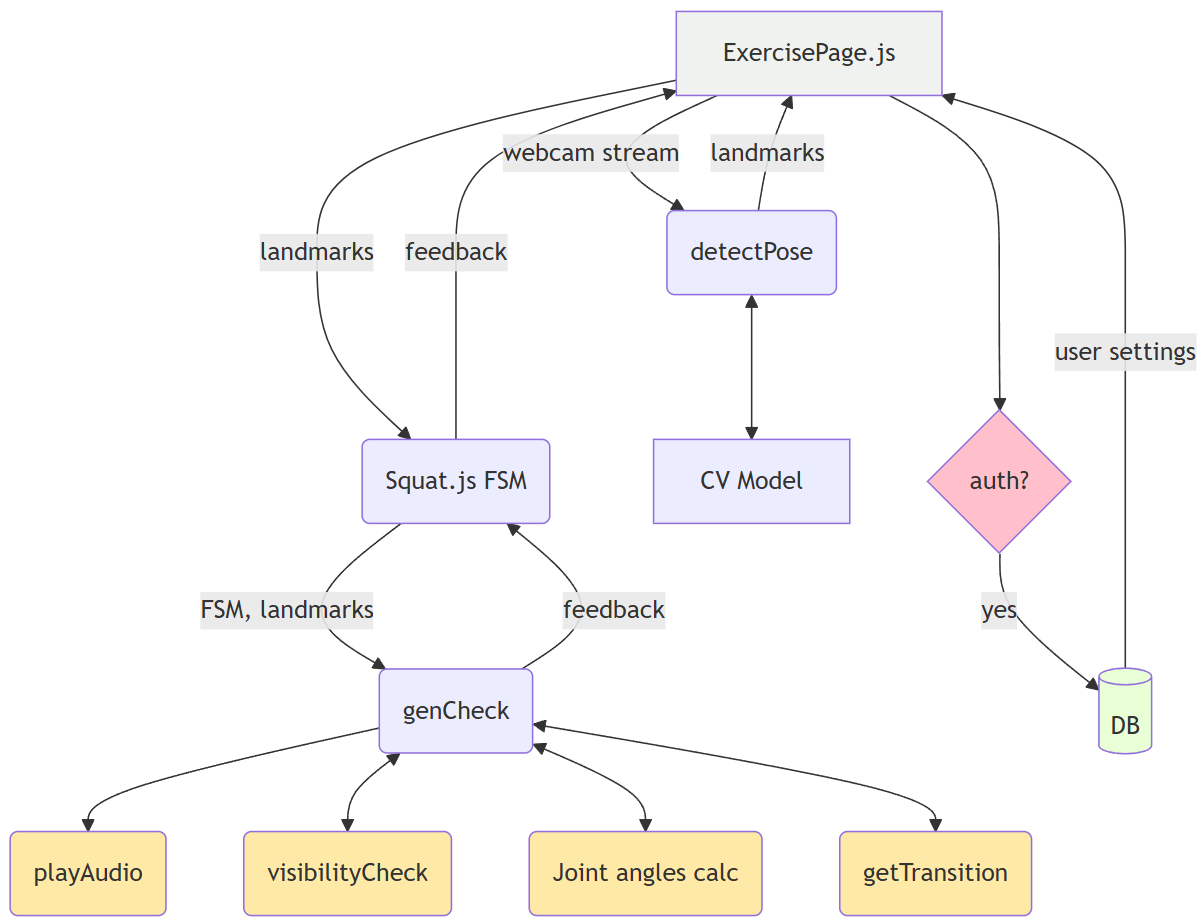 ExercisePage.js
webcam stream
landmarks
landmarks
feedback
detectPose
user settings
Squat.js FSM
CV Model
auth?
FSM, landmarks
feedback
yes
genCheck
DB
playAudio
visibilityCheck
Joint angles calc
getTransition